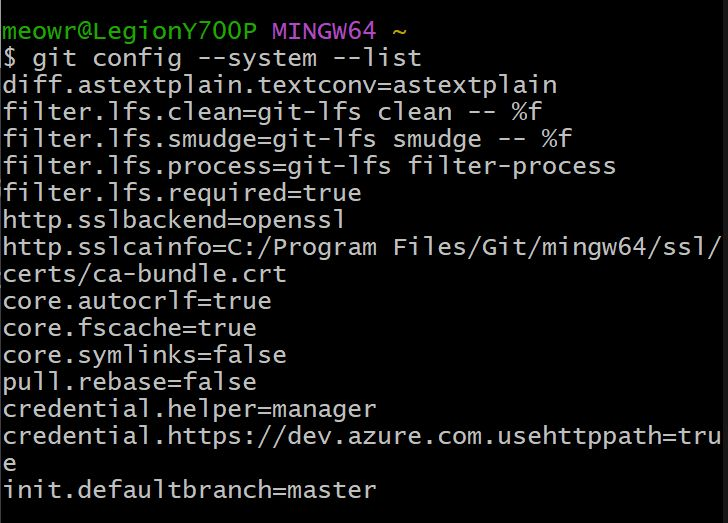 meowr@LegionY700P MINGW64 ~
$ git config --system --list
diff.astextplain.textconv=astextplain
filter.lfs.clean=git-lfs clean -- %f
filter.lfs.smudge=git-lfs smudge -- %f
filter.lfs.process=git-lfs filter-process
filter.lfs.required=true
http.sslbackend=openssl
http.sslcainfo=C:/Program Files/Git/mingw64/ssl/
certs/ca-bundle.crt
core.autocrlf=true
core.fscache=true
core.symlinks=false
pull.rebase=false
credential.helper=manager
credential.https://dev.azure.com.usehttppath=tru
e
init.defaultbranch=master